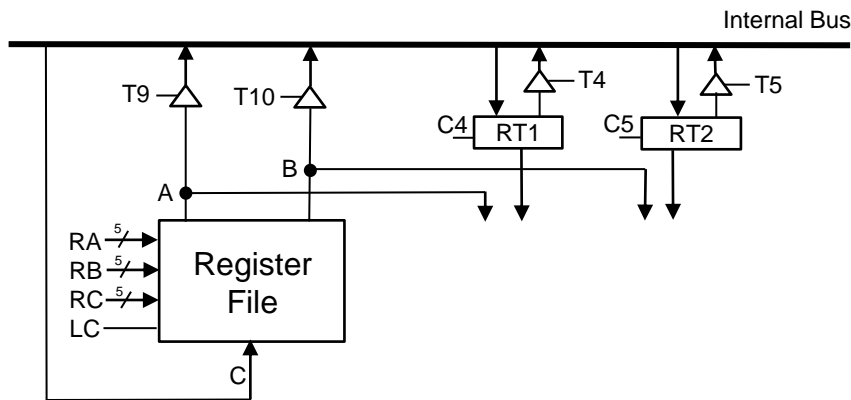 Internal Bus
T9
T10
T4
T5
C4
RT1
C5
RT2
B
A
RA
5
RB
5
RC
5
LC
Register
File
C